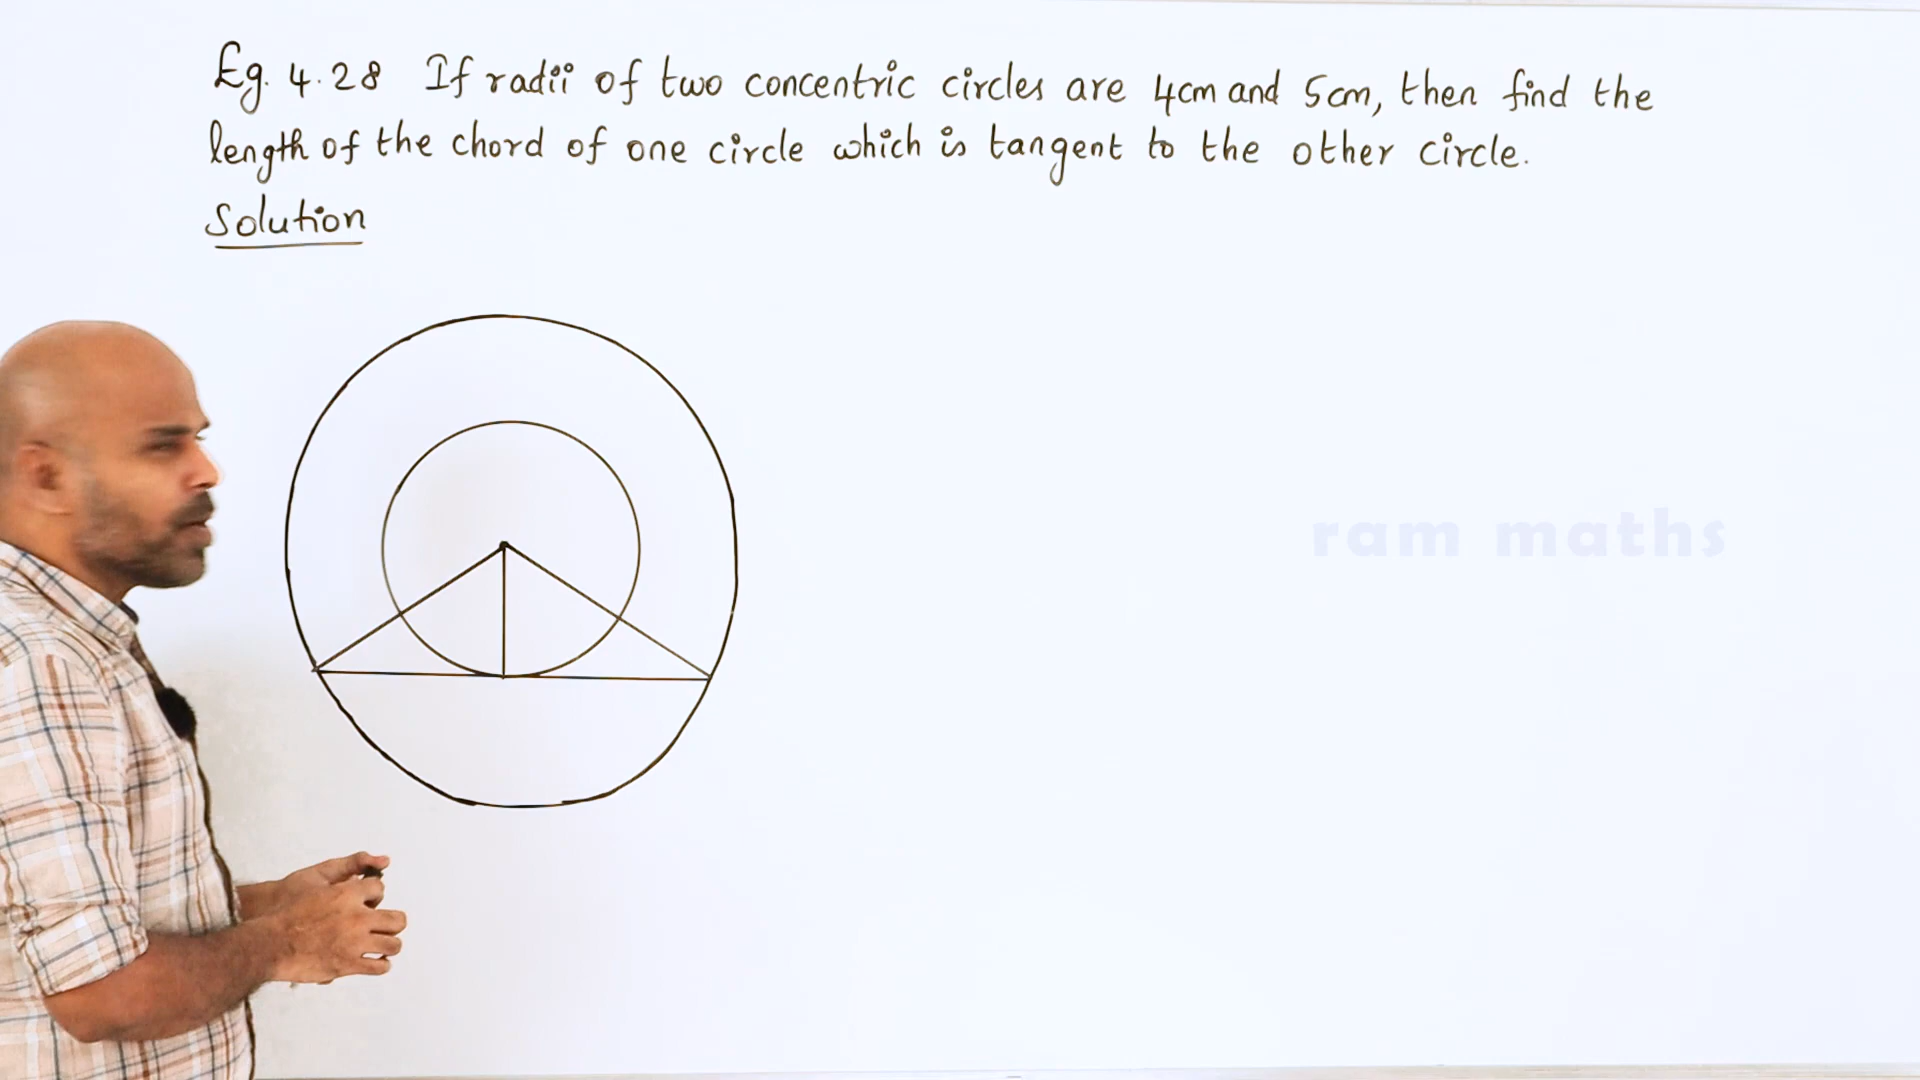 Eg. 4.28 If radii of two concentric circles are 4cm and 5cm, then find the
length of the chord of one circle which is tangent to the other circle.
Solution
ram maths